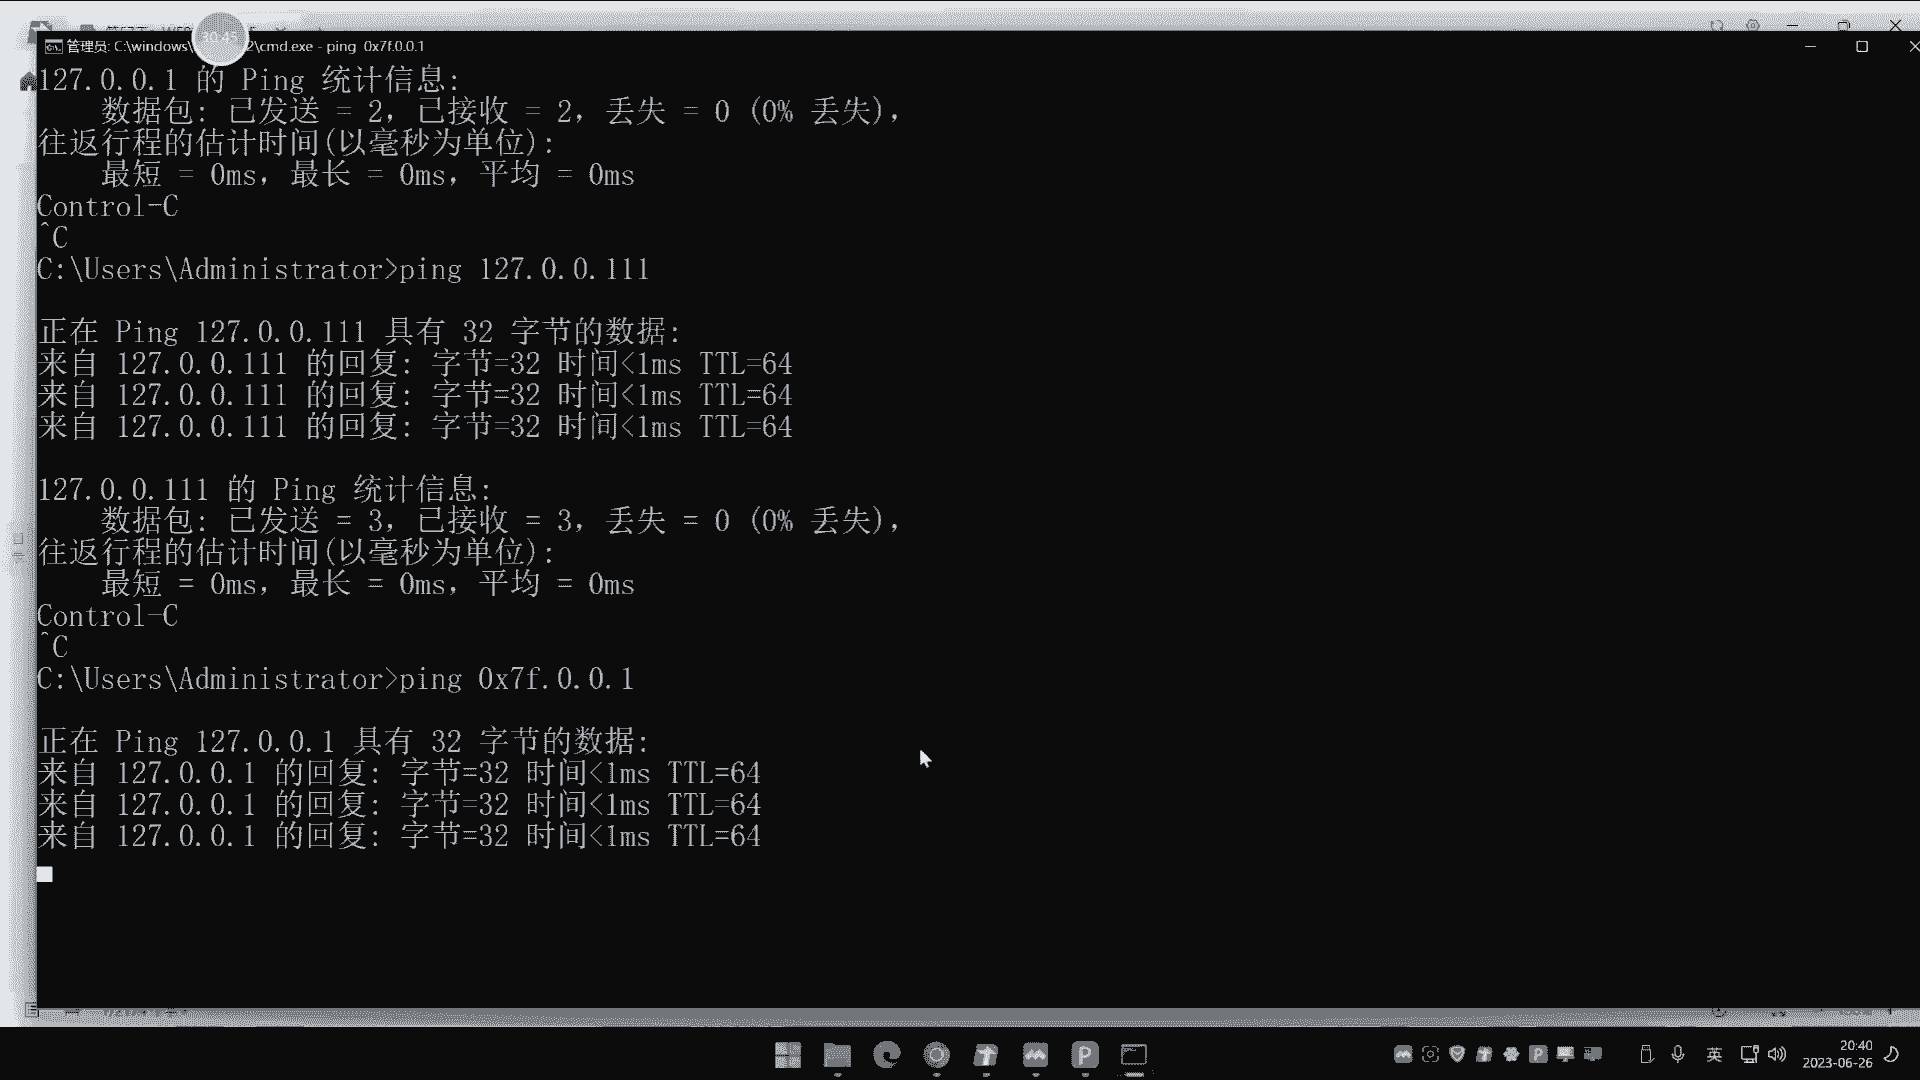 30:45
管理员: C:\windows\ 2\cmd.exe - ping  0x7f.0.0.1
127.0.0.1 的 Ping 统计信息:
    数据包: 已发送 = 2，已接收 = 2，丢失 = 0 (0% 丢失)，
往返行程的估计时间(以毫秒为单位):
    最短 = 0ms，最长 = 0ms，平均 = 0ms
Control-C
^C
C:\Users\Administrator>ping 127.0.0.111
正在 Ping 127.0.0.111 具有 32 字节的数据:
来自 127.0.0.111 的回复: 字节=32 时间<1ms TTL=64
来自 127.0.0.111 的回复: 字节=32 时间<1ms TTL=64
来自 127.0.0.111 的回复: 字节=32 时间<1ms TTL=64
127.0.0.111 的 Ping 统计信息:
    数据包: 已发送 = 3，已接收 = 3，丢失 = 0 (0% 丢失)，
往返行程的估计时间(以毫秒为单位):
    最短 = 0ms，最长 = 0ms，平均 = 0ms
Control-C
^C
C:\Users\Administrator>ping 0x7f.0.0.1
正在 Ping 127.0.0.1 具有 32 字节的数据:
来自 127.0.0.1 的回复: 字节=32 时间<1ms TTL=64
来自 127.0.0.1 的回复: 字节=32 时间<1ms TTL=64
来自 127.0.0.1 的回复: 字节=32 时间<1ms TTL=64
英
20:40
2023-06-26